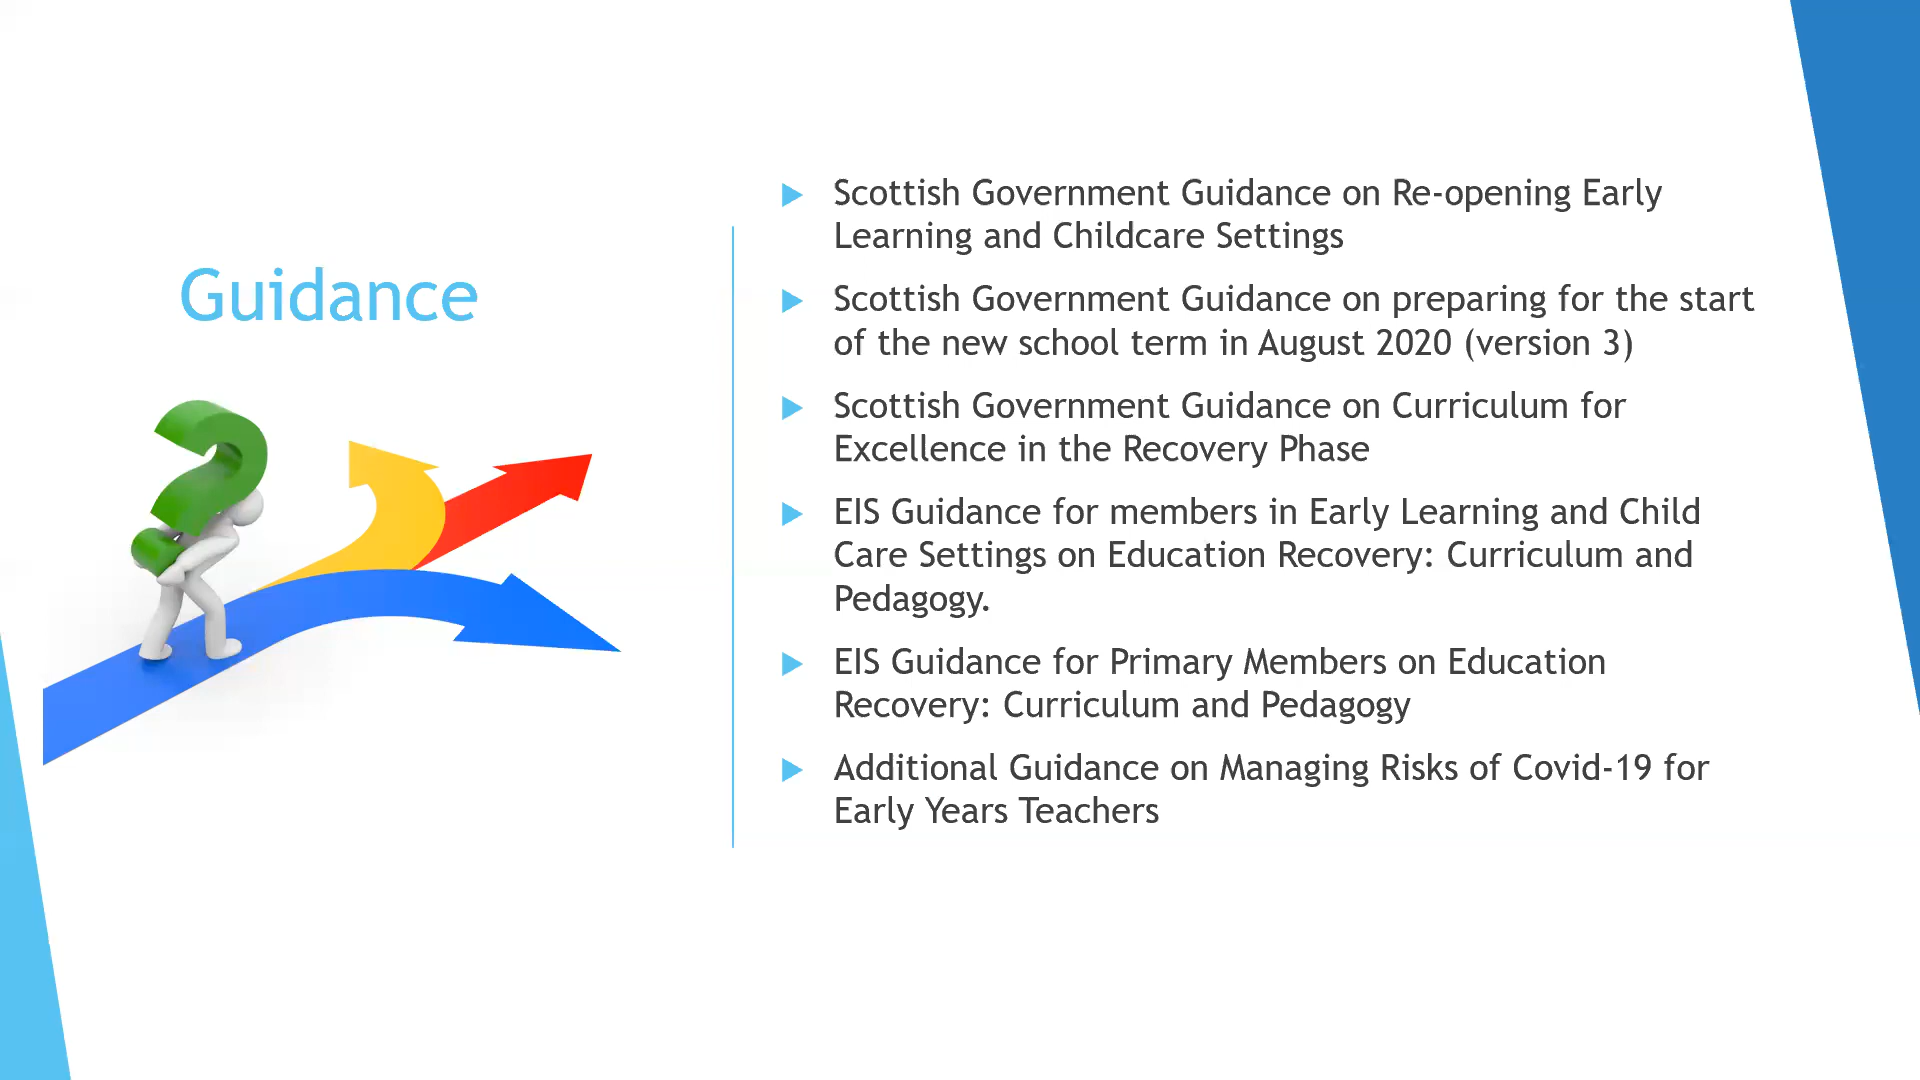 Guidance
Scottish Government Guidance on Re-opening Early
Learning and Childcare Settings
Scottish Government Guidance on preparing for the start
of the new school term in August 2020 (version 3)
Scottish Government Guidance on Curriculum for
Excellence in the Recovery Phase
EIS Guidance for members in Early Learning and Child
Care Settings on Education Recovery: Curriculum and
Pedagogy.
EIS Guidance for Primary Members on Education
Recovery: Curriculum and Pedagogy
Additional Guidance on Managing Risks of Covid-19 for
Early Years Teachers